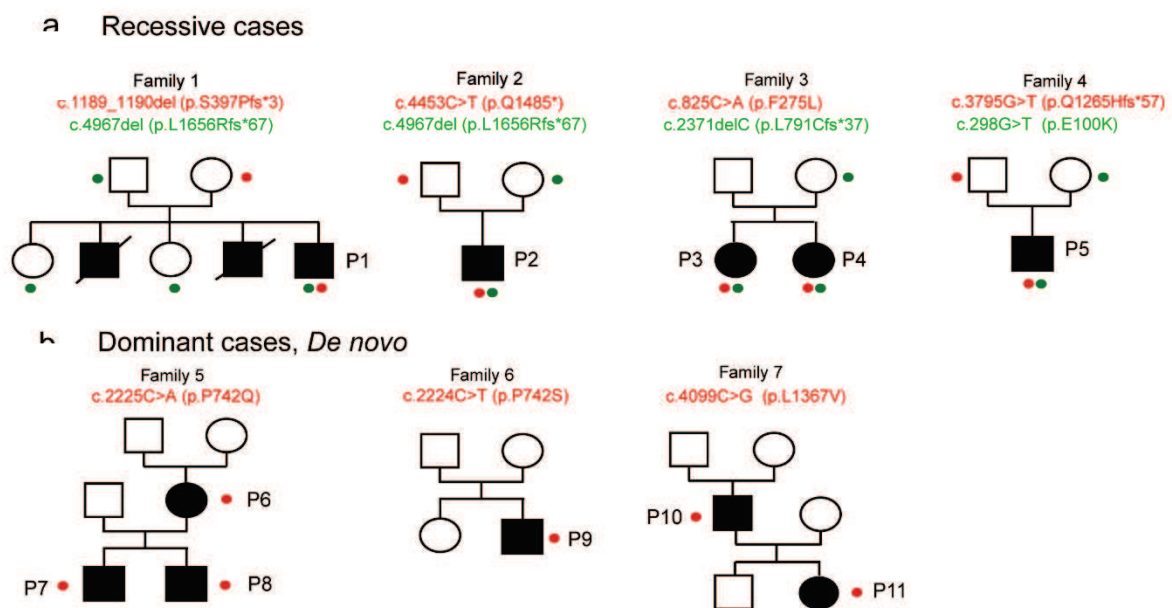 a Recessive cases
Family 1
c.1189_1190del (p.S397Pfs*3)
c.4967del (p.L1656Rfs*67)
Family 2
c.4453C>T (p.Q1485*)
c.4967del (p.L1656Rfs*67)
Family 3
c.825C>A (p.F275L)
c.2371delC (p.L791Cfs*37)
Family 4
c.3795G>T (p.Q1265Hfs*57)
c.298G>T (p.E100K)
P1
P2
P3
P4
P5
b Dominant cases, De novo
Family 5
c.2225C>A (p.P742Q)
Family 6
c.2224C>T (p.P742S)
Family 7
c.4099C>G (p.L1367V)
P6
P7
P8
P9
P10
P11